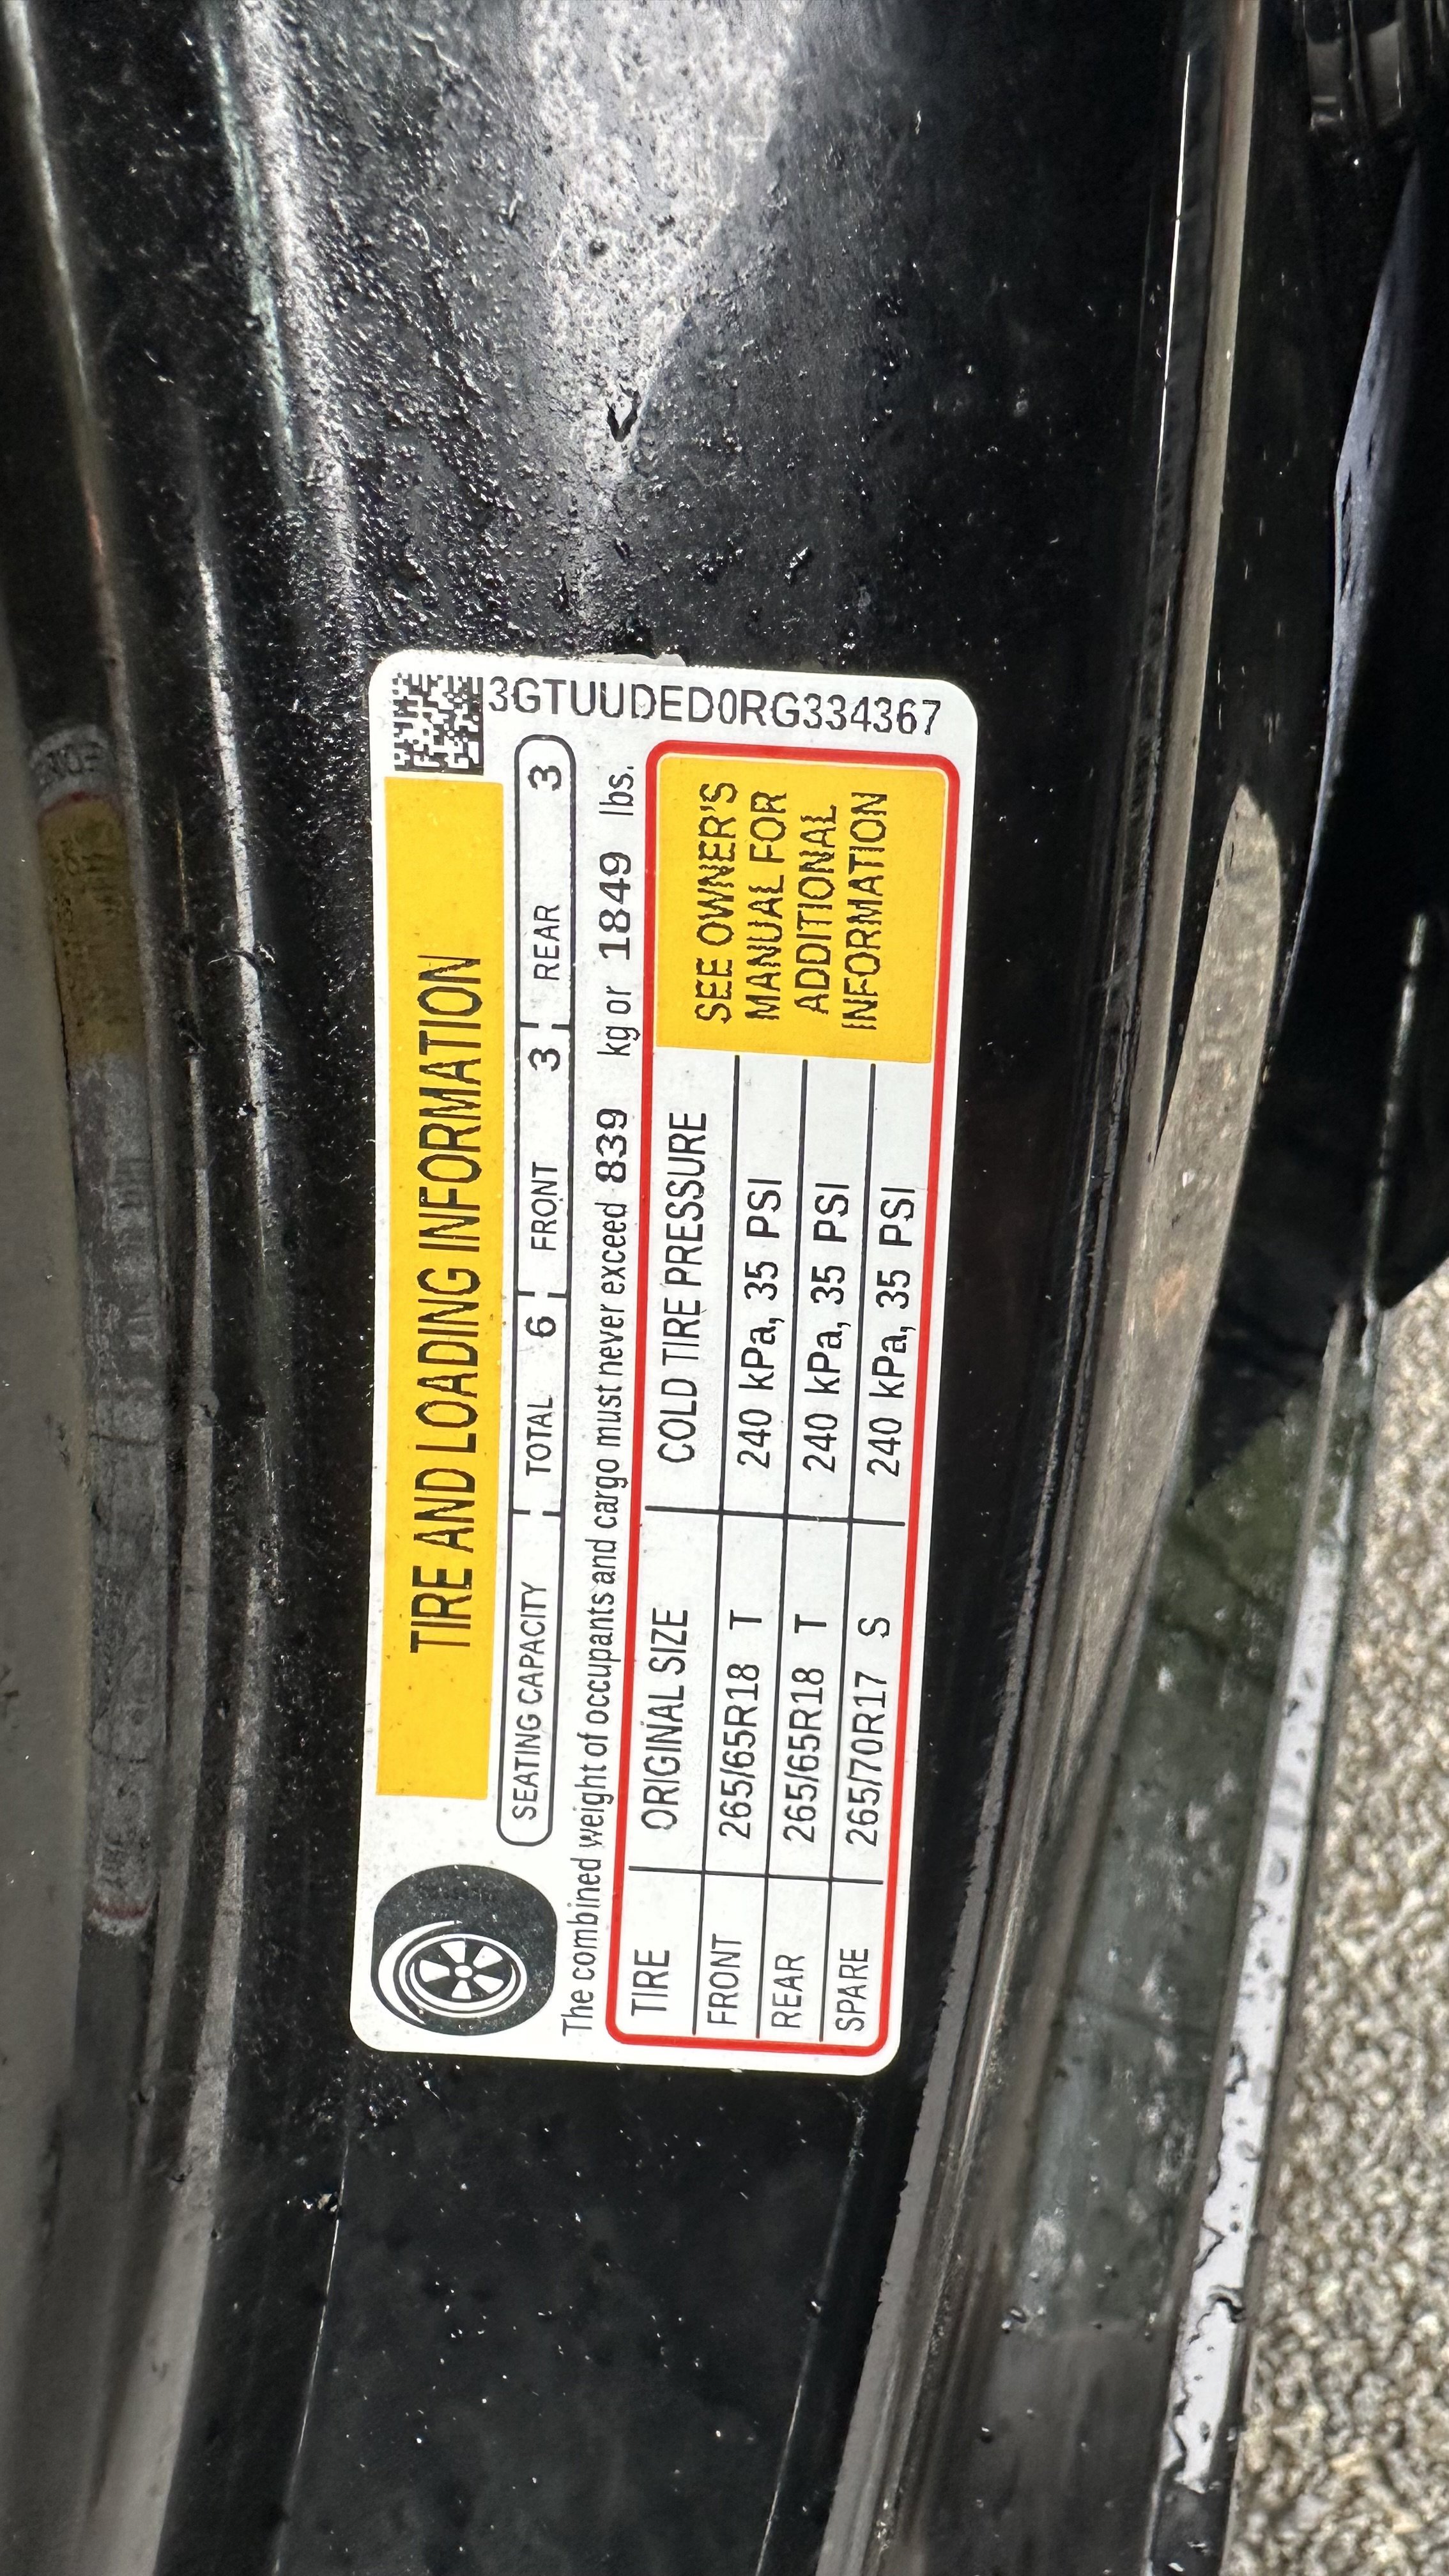 TIRE AND LOADING INFORMATION
3GTUUDED0RG334367
SEATING CAPACITY TOTAL 6 FRONT 3 REAR 3
The combined weight of occupants and cargo must never exceed 839 kg or 1849 lbs.
TIRE ORIGINAL SIZE COLD TIRE PRESSURE
FRONT 265/65R18 T 240 kPa, 35 PSI
REAR 265/65R18 T 240 kPa, 35 PSI
SPARE 265/70R17 S 240 kPa, 35 PSI
SEE OWNER'S
MANUAL FOR
ADDITIONAL
INFORMATION